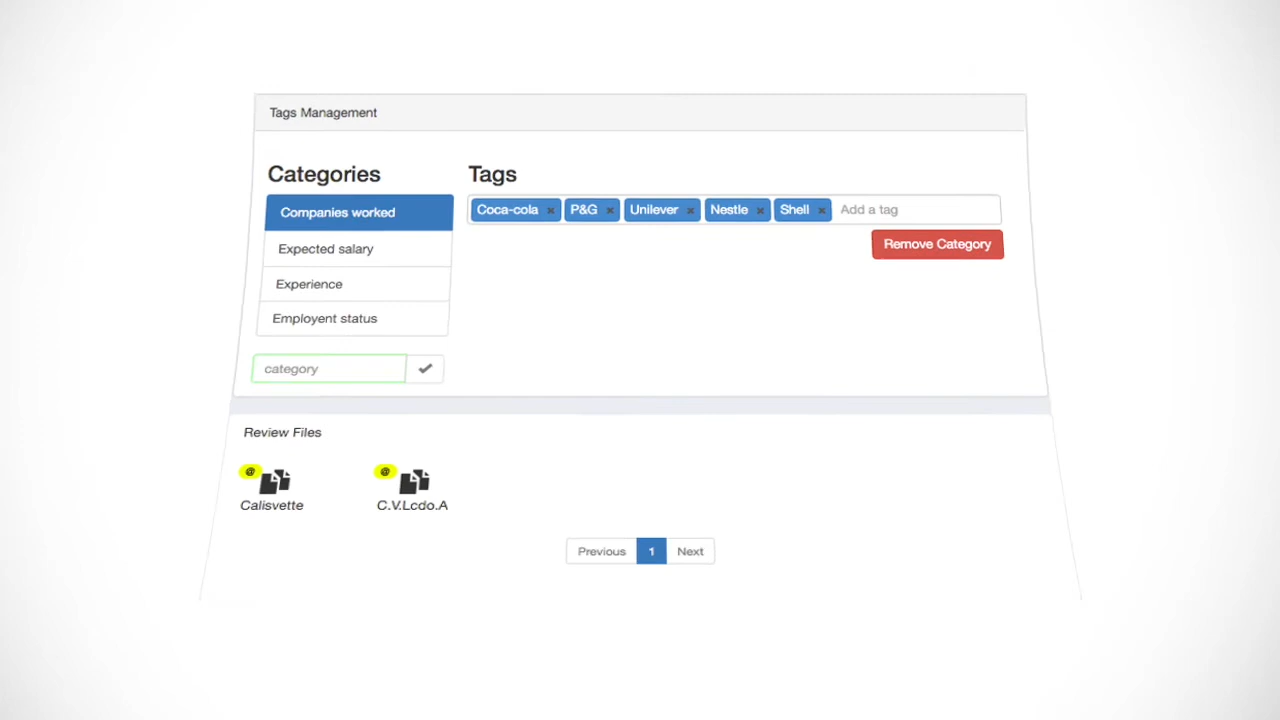 Tags Management
Categories
Tags
Companies worked
Coca-cola × P&G × Unilever × Nestle × Shell × Add a tag
Expected salary
Remove Category
Experience
Employent status
category
Review Files
@ @
Calisvette C.V.Lcdo.A
Previous 1 Next